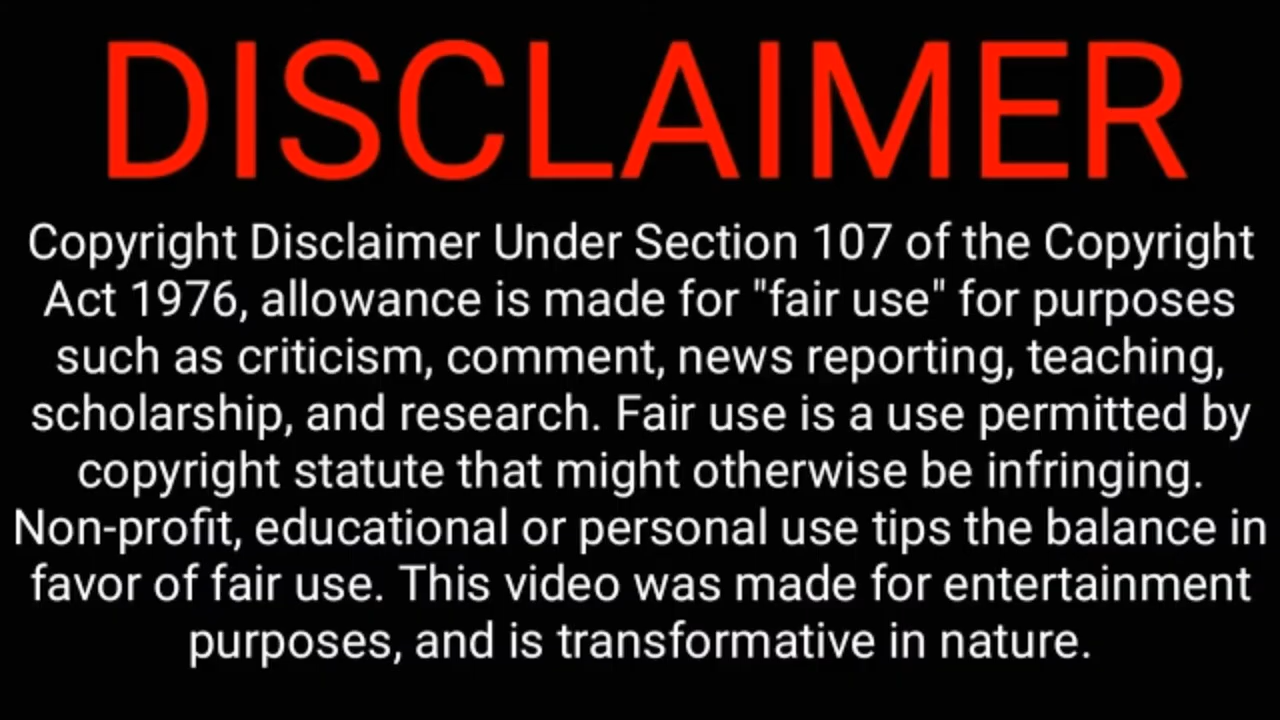 DISCLAIMER
Copyright Disclaimer Under Section 107 of the Copyright
Act 1976, allowance is made for "fair use" for purposes
such as criticism, comment, news reporting, teaching,
scholarship, and research. Fair use is a use permitted by
copyright statute that might otherwise be infringing.
Non-profit, educational or personal use tips the balance in
favor of fair use. This video was made for entertainment
purposes, and is transformative in nature.